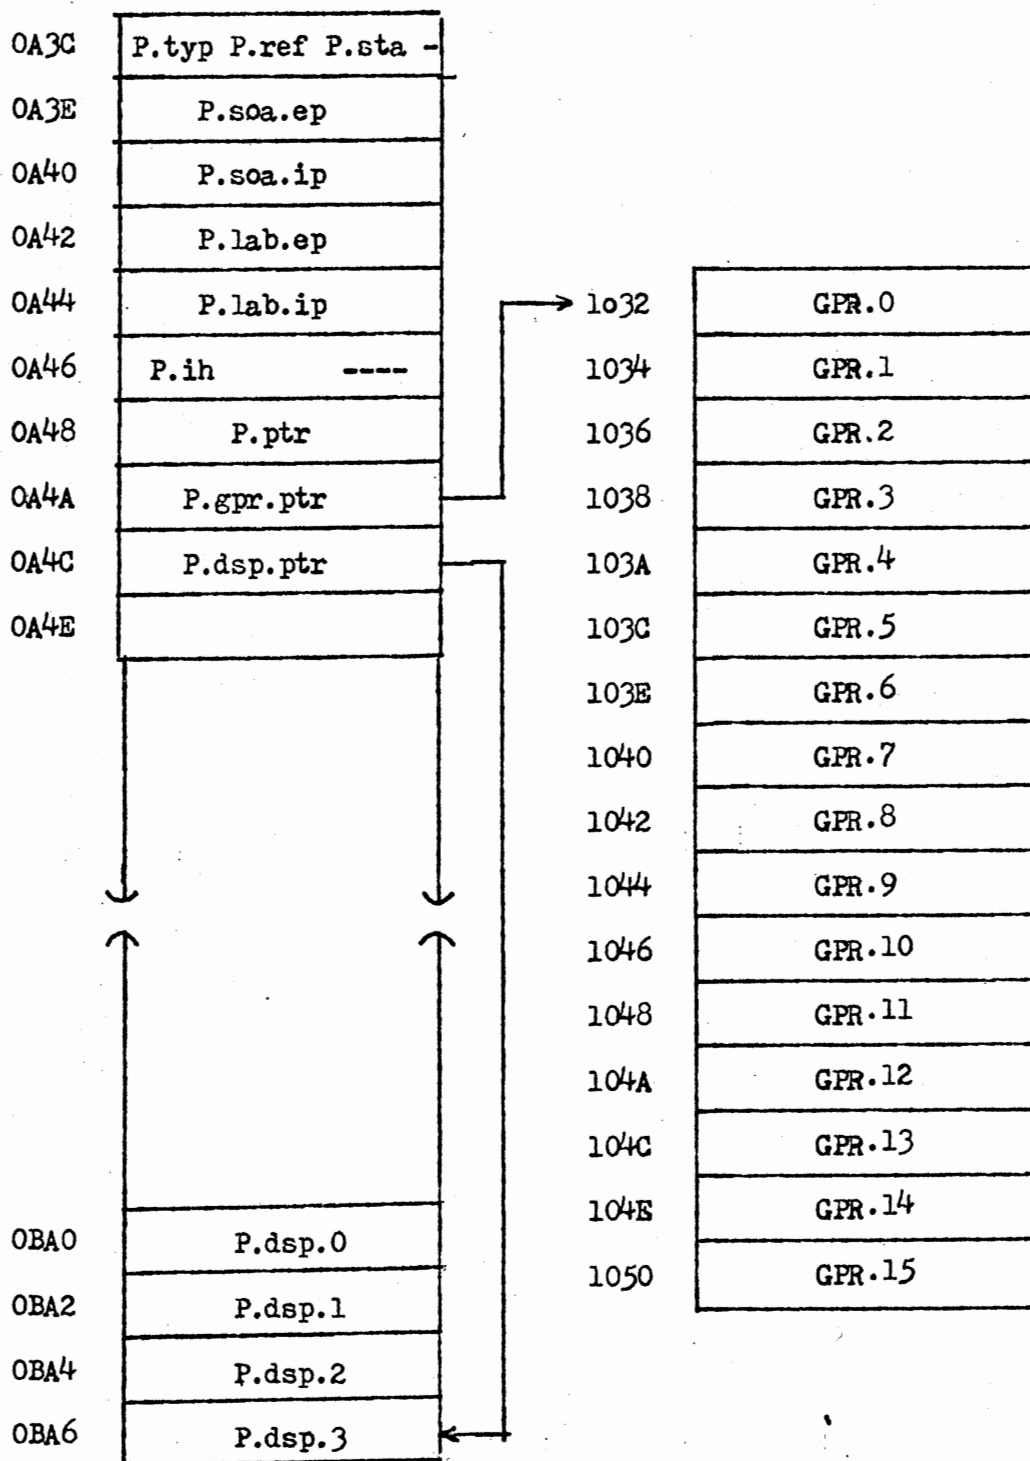 0A3C P.typ P.ref P.sta -
0A3E P.soa.ep
0A40 P.soa.ip
0A42 P.lab.ep
0A44 P.lab.ip
0A46 P.ih ----
0A48 P.ptr
0A4A P.gpr.ptr
0A4C P.dsp.ptr
0A4E
0BA0 P.dsp.0
0BA2 P.dsp.1
0BA4 P.dsp.2
0BA6 P.dsp.3
1032 GPR.0
1034 GPR.1
1036 GPR.2
1038 GPR.3
103A GPR.4
103C GPR.5
103E GPR.6
1040 GPR.7
1042 GPR.8
1044 GPR.9
1046 GPR.10
1048 GPR.11
104A GPR.12
104C GPR.13
104E GPR.14
1050 GPR.15